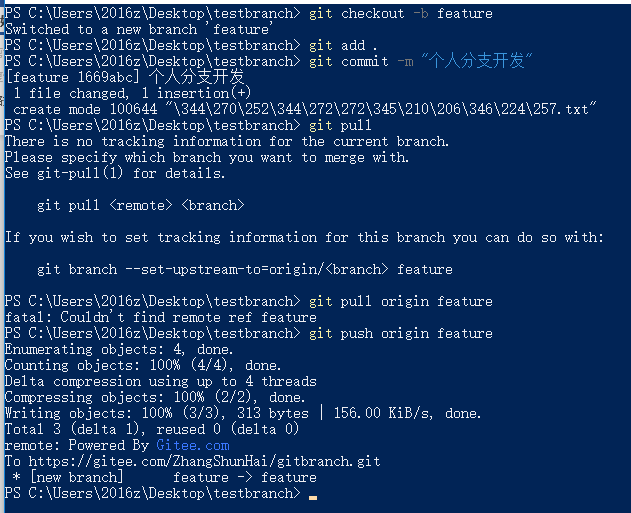 PS C:\Users\2016z\Desktop\testbranch> git checkout -b feature
Switched to a new branch 'feature'
PS C:\Users\2016z\Desktop\testbranch> git add .
PS C:\Users\2016z\Desktop\testbranch> git commit -m "个人分支开发"
[feature 1669abc] 个人分支开发
 1 file changed, 1 insertion(+)
 create mode 100644 "\344\270\252\344\272\272\345\210\206\346\224\257.txt"
PS C:\Users\2016z\Desktop\testbranch> git pull
There is no tracking information for the current branch.
Please specify which branch you want to merge with.
See git-pull(1) for details.
    git pull <remote> <branch>
If you wish to set tracking information for this branch you can do so with:
    git branch --set-upstream-to=origin/<branch> feature
PS C:\Users\2016z\Desktop\testbranch> git pull origin feature
fatal: Couldn't find remote ref feature
PS C:\Users\2016z\Desktop\testbranch> git push origin feature
Enumerating objects: 4, done.
Counting objects: 100% (4/4), done.
Delta compression using up to 4 threads
Compressing objects: 100% (2/2), done.
Writing objects: 100% (3/3), 313 bytes | 156.00 KiB/s, done.
Total 3 (delta 1), reused 0 (delta 0)
remote: Powered By Gitee.com
To https://gitee.com/ZhangShunHai/gitbranch.git
 * [new branch]      feature -> feature
PS C:\Users\2016z\Desktop\testbranch>